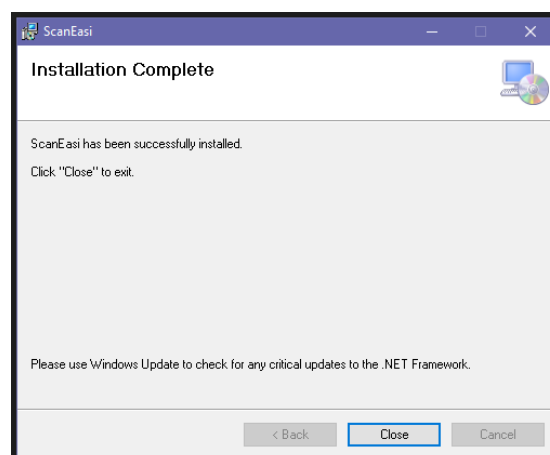 ScanEasi
Installation Complete
ScanEasi has been successfully installed.
Click "Close" to exit.
Please use Windows Update to check for any critical updates to the .NET Framework.
< Back
Close
Cancel